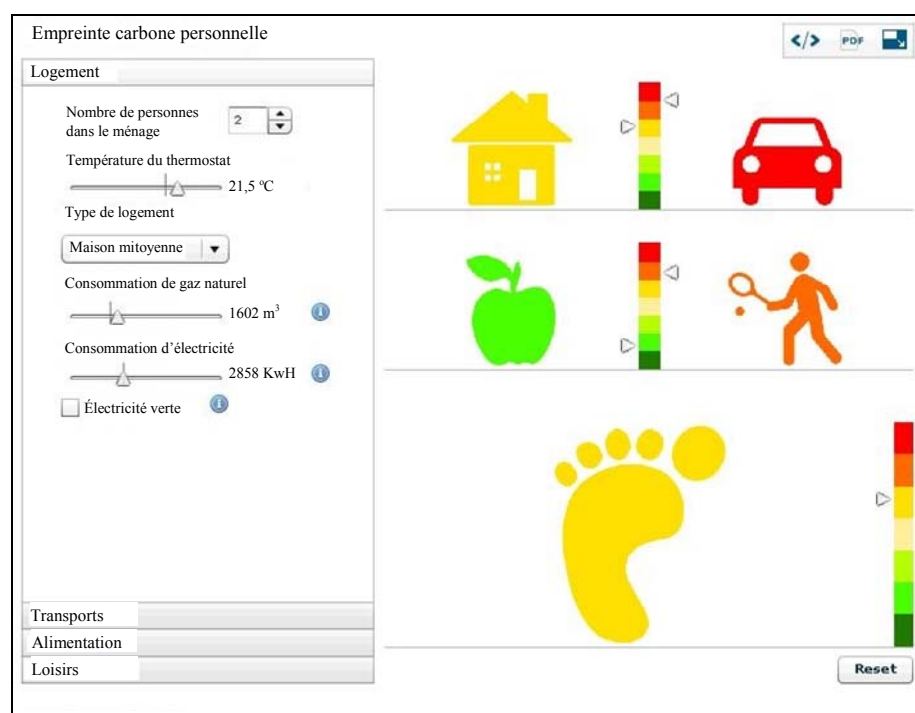 Empreinte carbone personnelle
</> PDF
Logement
Nombre de personnes
dans le ménage
2
Température du thermostat
21,5 ºC
Type de logement
Maison mitoyenne
Consommation de gaz naturel
1602 m³
Consommation d’électricité
2858 KwH
Électricité verte
Transports
Alimentation
Loisirs
Reset